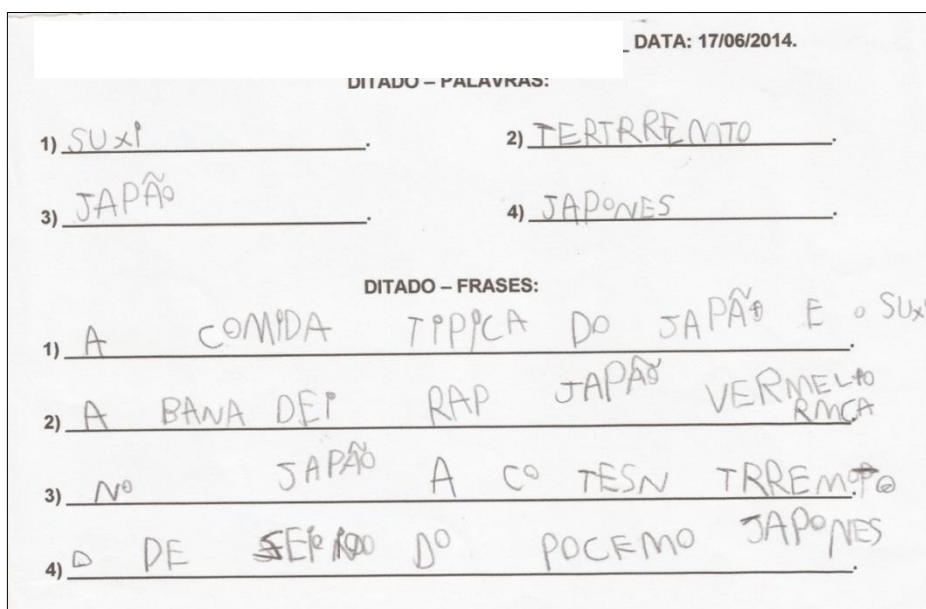 DATA: 17/06/2014.
DITADO – PALAVRAS:
1) SUXI. 2) TERTRREMTO.
3) JAPÃO. 4) JAPONES.
DITADO – FRASES:
1) A COMIDA TIPICA DO JAPÃO E O SUXI.
2) A BANA DEI RAP JAPÃO VERMELHO
RMCA.
3) NO JAPÃO A CO TESN
4) DE DO POCEMO JAPONES.